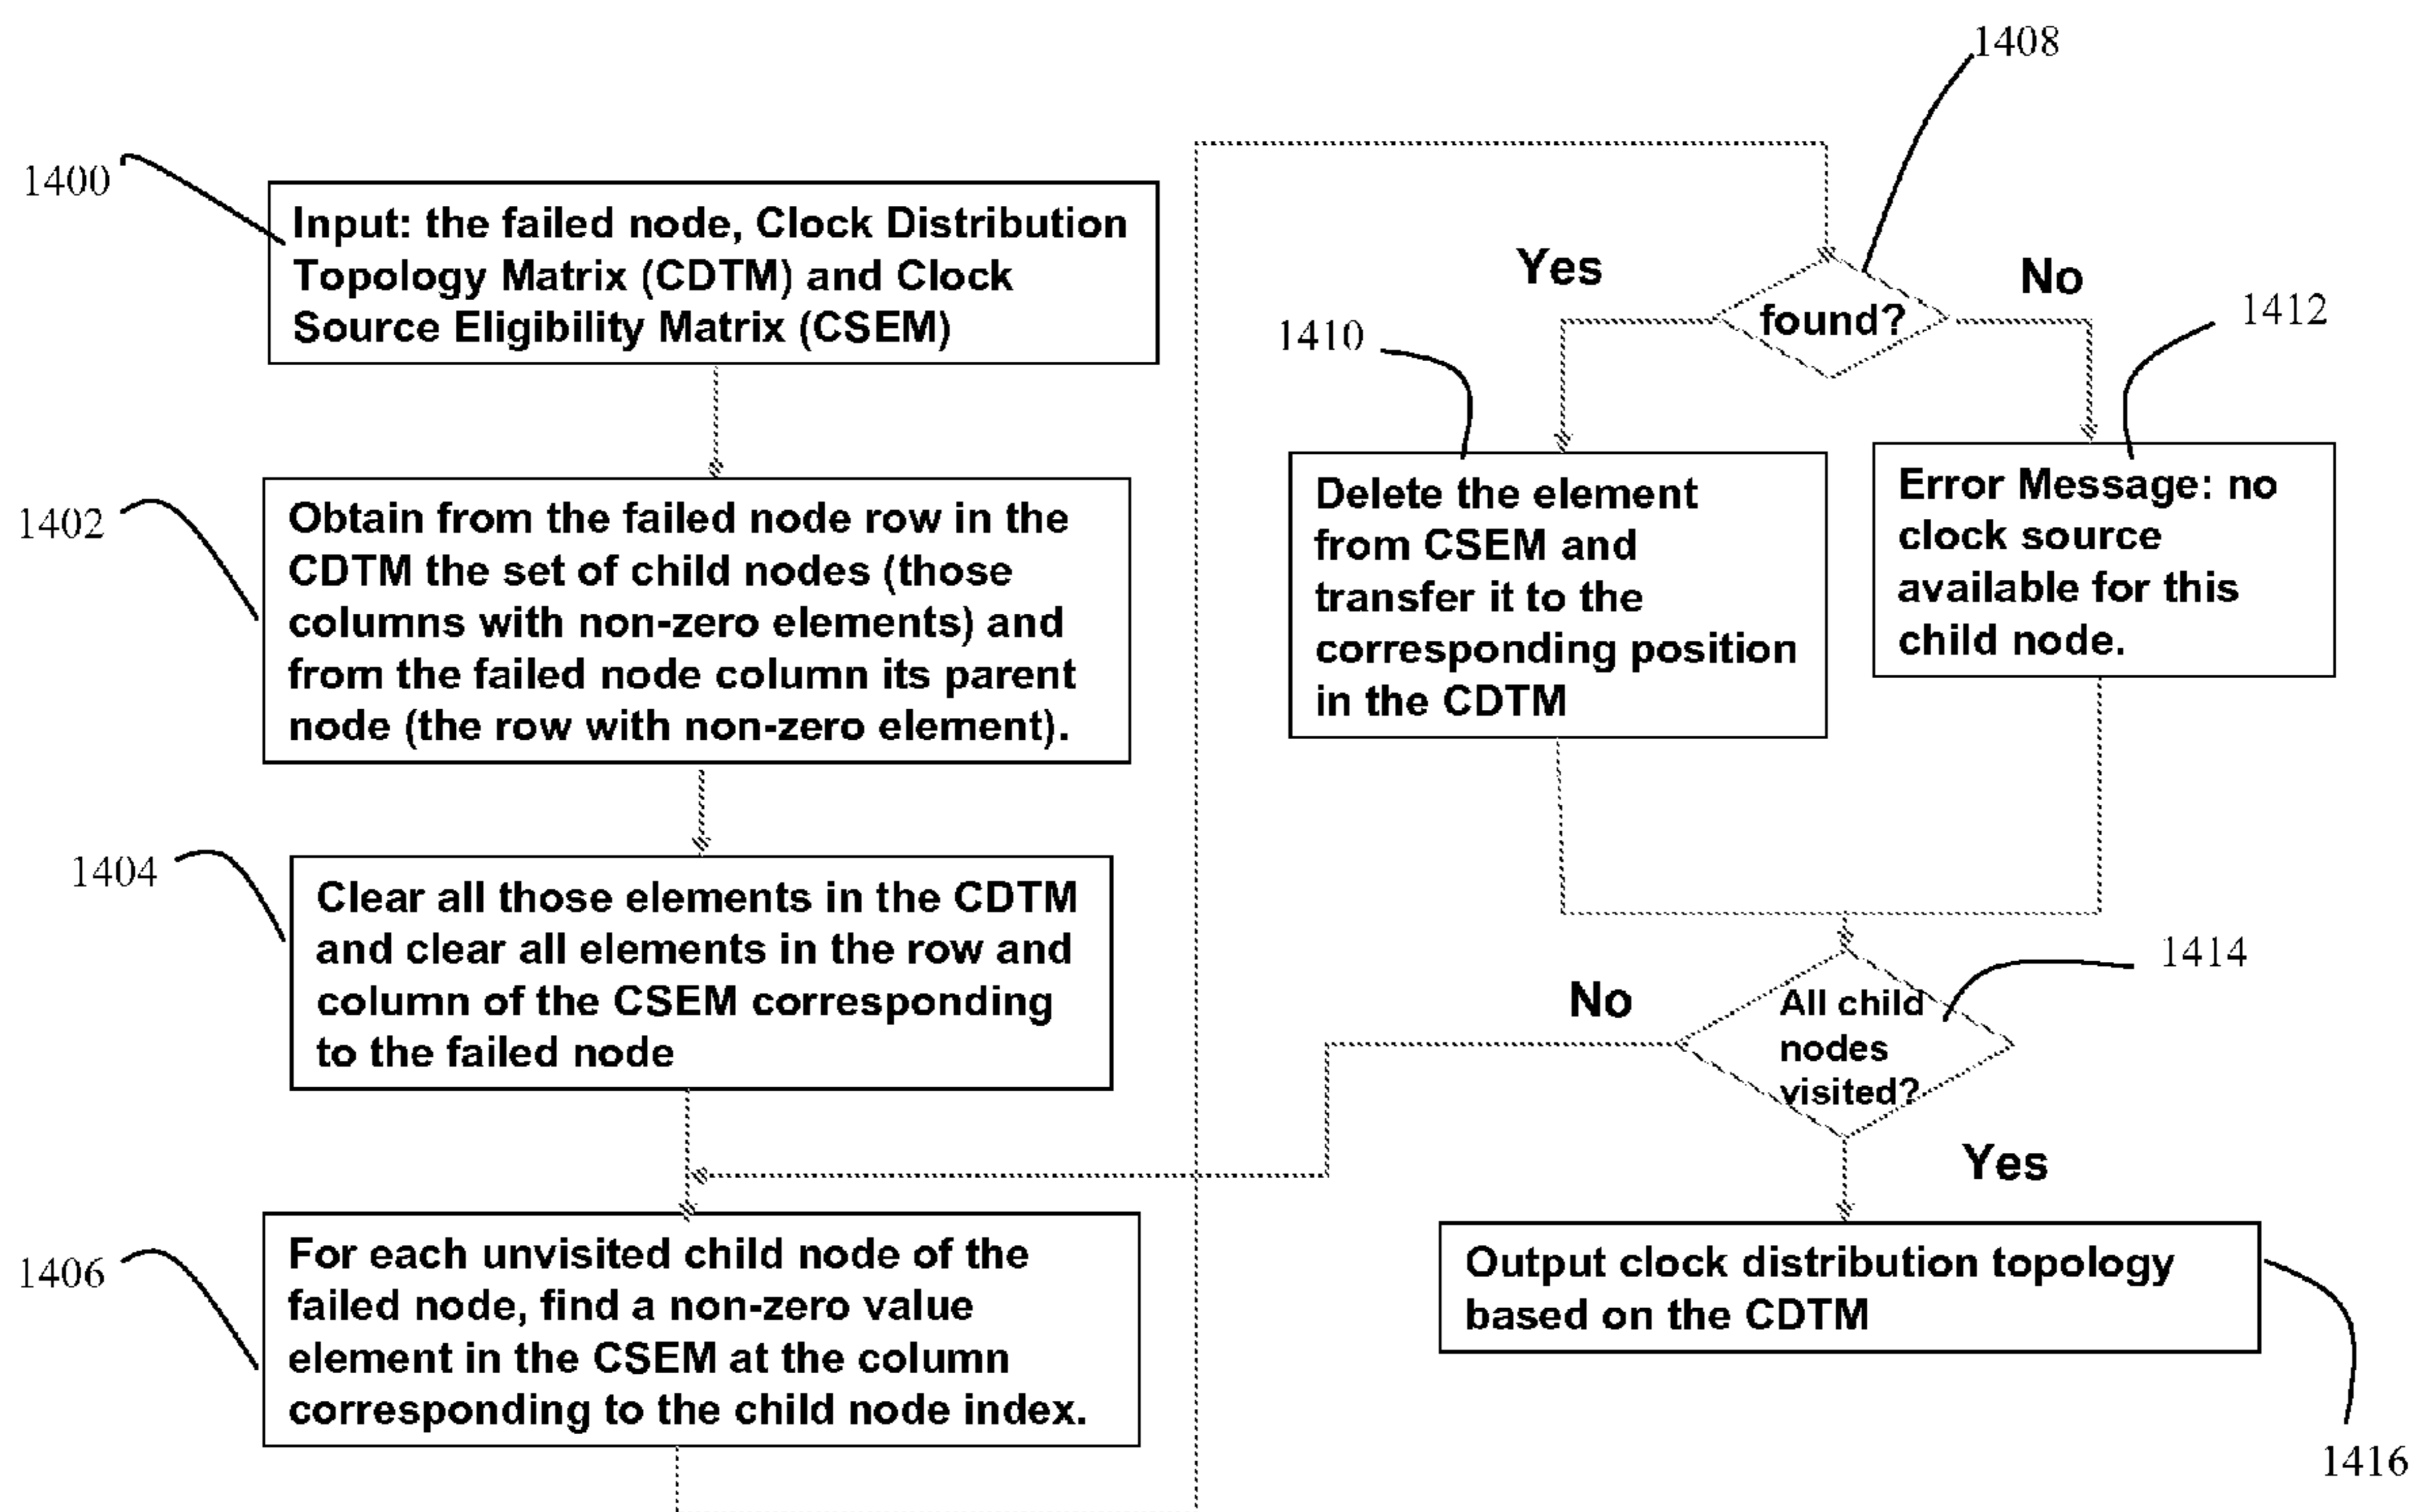 1400
Input: the failed node, Clock Distribution
Topology Matrix (CDTM) and Clock
Source Eligibility Matrix (CSEM)
1402
Obtain from the failed node row in the
CDTM the set of child nodes (those
columns with non-zero elements) and
from the failed node column its parent
node (the row with non-zero element).
1404
Clear all those elements in the CDTM
and clear all elements in the row and
column of the CSEM corresponding
to the failed node
1406
For each unvisited child node of the
failed node, find a non-zero value
element in the CSEM at the column
corresponding to the child node index.
1408
Yes
found?
No
1410
Delete the element
from CSEM and
transfer it to the
corresponding position
in the CDTM
1412
Error Message: no
clock source
available for this
child node.
1414
No
All child
nodes
visited?
Yes
Output clock distribution topology
based on the CDTM
1416